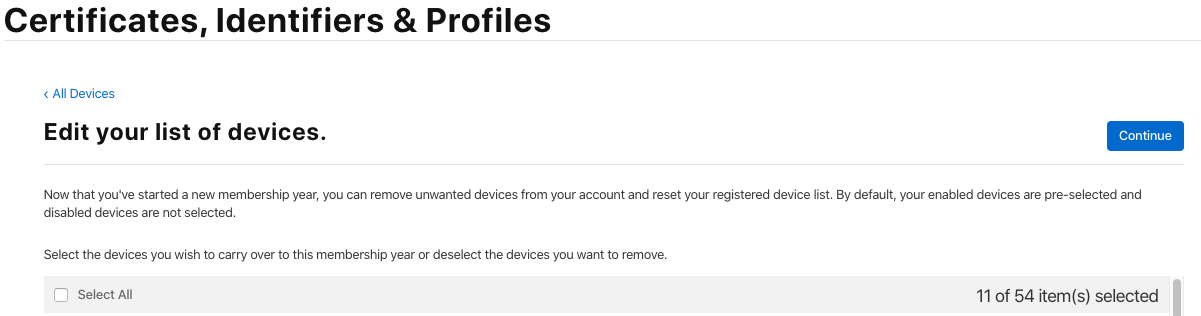 Certificates, Identifiers & Profiles
‹ All Devices
Edit your list of devices.
Continue
Now that you've started a new membership year, you can remove unwanted devices from your account and reset your registered device list. By default, your enabled devices are pre-selected and
disabled devices are not selected.
Select the devices you wish to carry over to this membership year or deselect the devices you want to remove.
Select All
11 of 54 item(s) selected